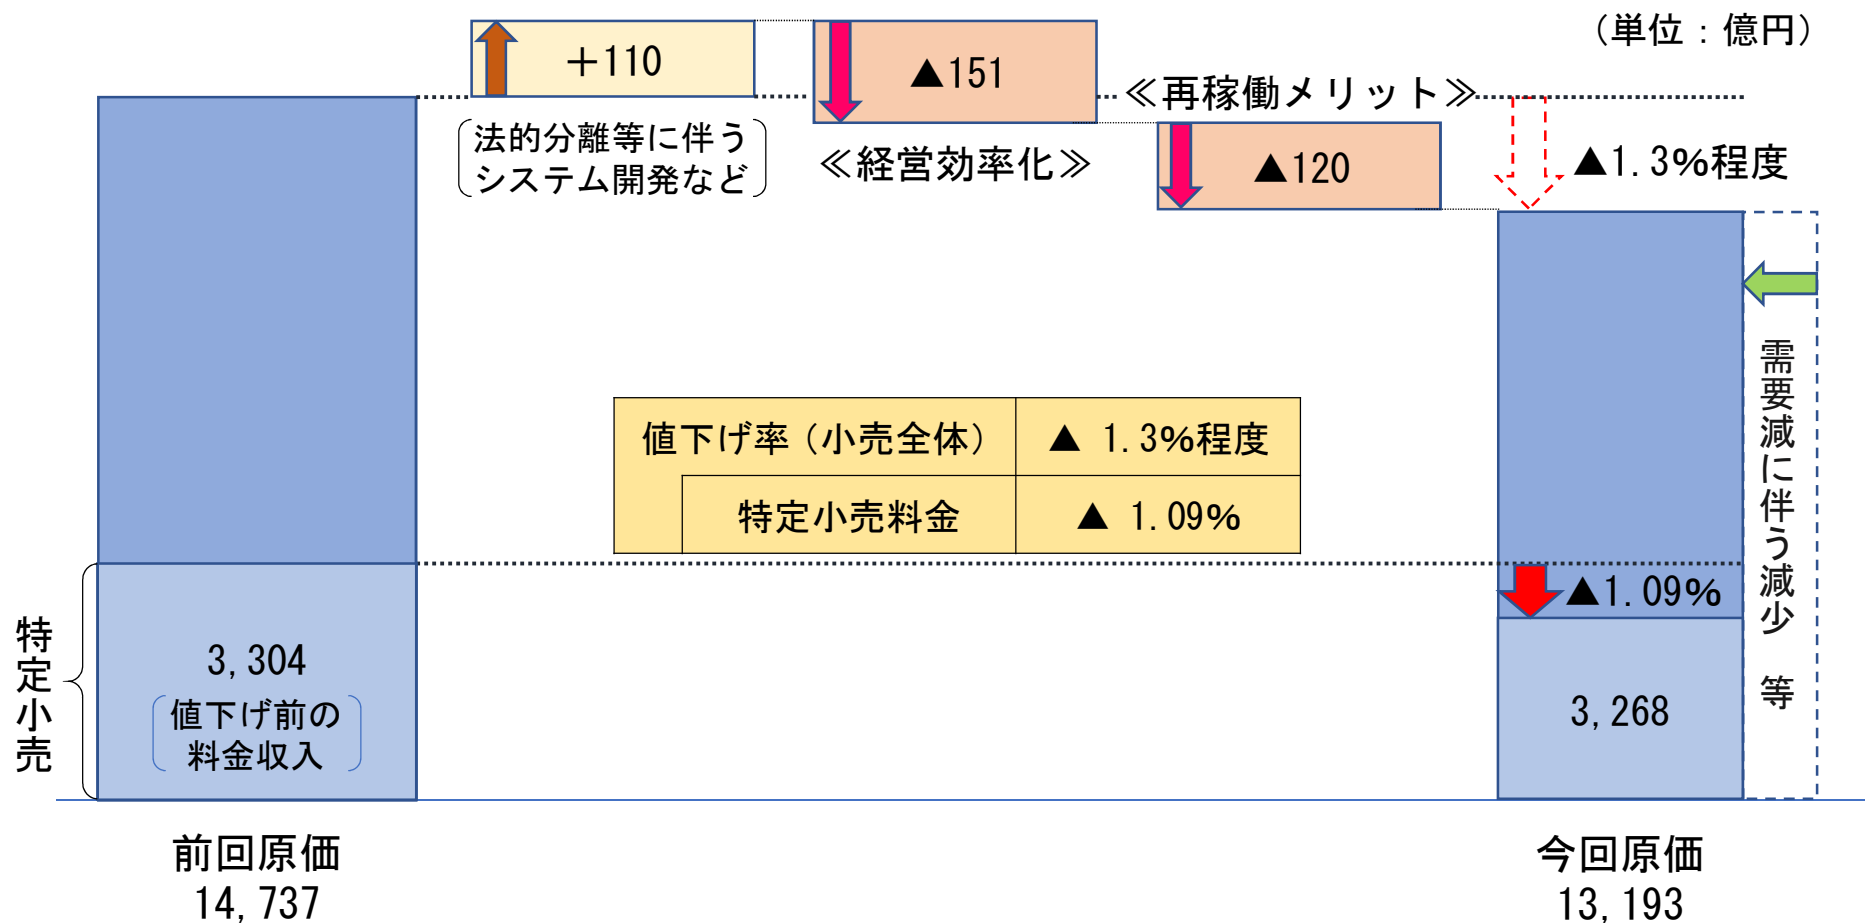 （単位：億円）
＋110
▲151
≪再稼働メリット≫
法的分離等に伴う
システム開発など
≪経営効率化≫
▲120
▲1.3%程度
値下げ率（小売全体）
▲ 1.3%程度
特定小売料金
▲ 1.09%
需要減に伴う減少 等
▲1.09%
特定小売
3,304
値下げ前の
料金収入
3,268
前回原価
14,737
今回原価
13,193